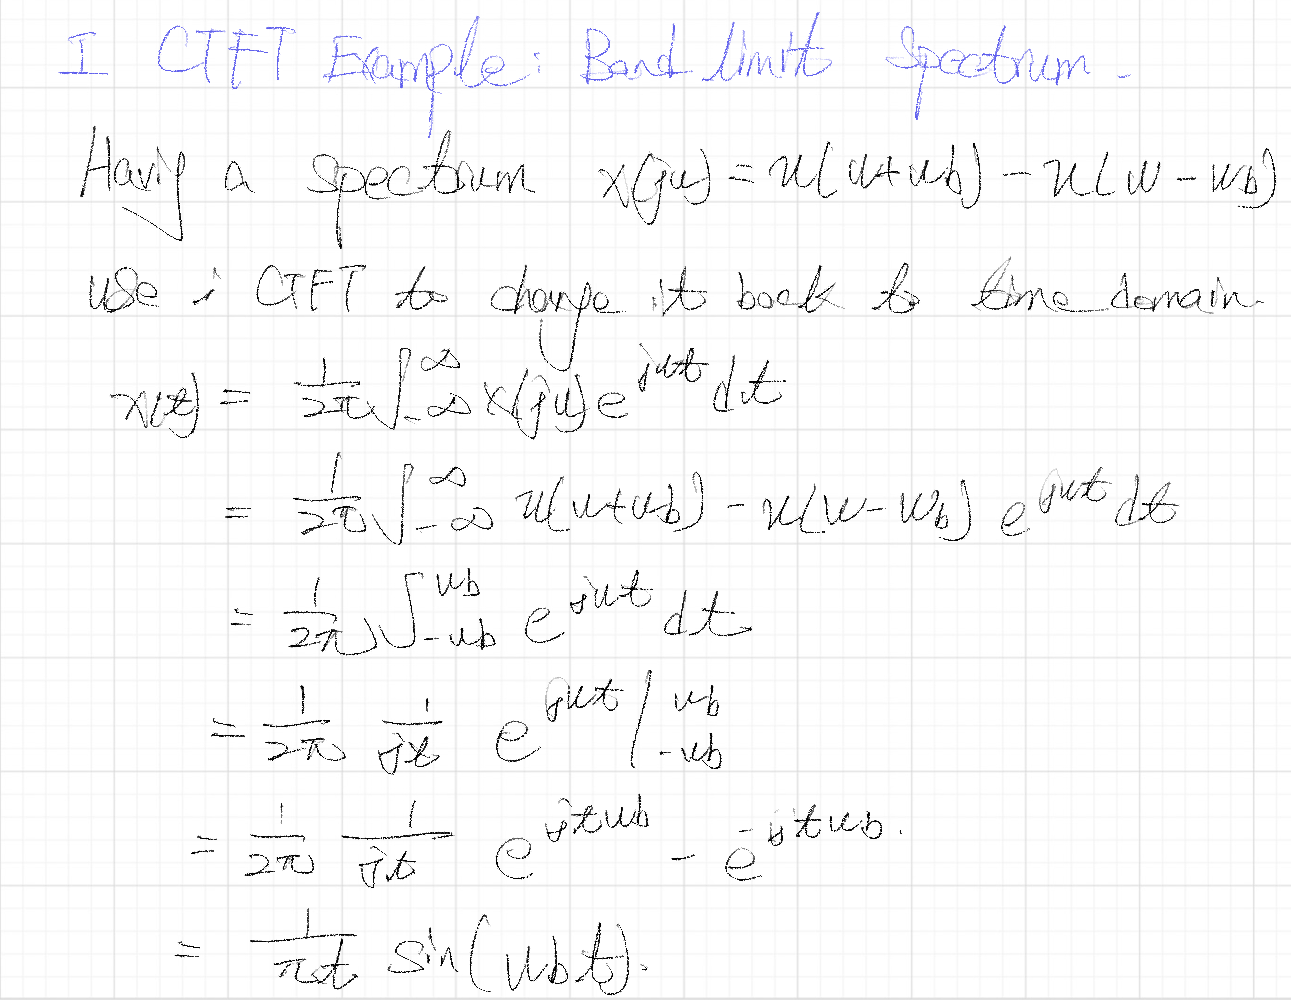 I CTFT Example: Band limit Spectrum.
Having a spectrum X(jω) = u(ω+ωb) - u(ω - ωb)
use i CTFT to change it back to time domain.
x(t) = 1/2π ∫_{-∞}^{∞} X(jω) e^{jωt} dt
= 1/2π ∫_{-∞}^{∞} u(ω+ωb) - u(ω-ωb) e^{jωt} dt
= 1/2π ∫_{-ωb}^{ωb} e^{jωt} dt
= 1/2π 1/jt e^{jωt} |_{-ωb}^{ωb}
= 1/2π 1/jt e^{jtωb} - e^{-jtωb}.
= 1/πt sin(ωbt).